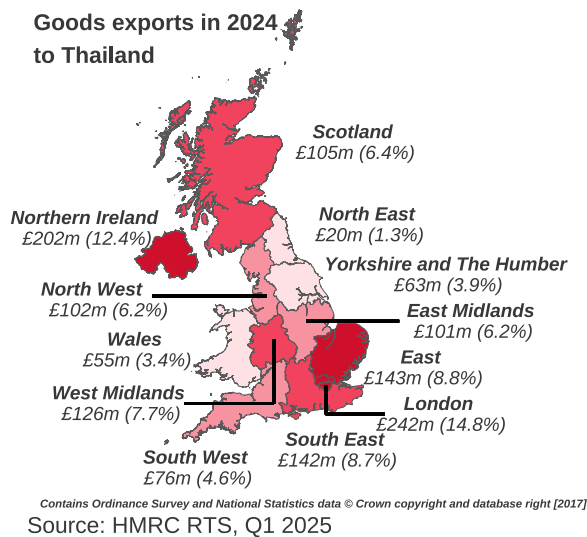 Goods exports in 2024
to Thailand
Scotland
£105m (6.4%)
Northern Ireland
£202m (12.4%)
North East
£20m (1.3%)
Yorkshire and The Humber
£63m (3.9%)
North West
£102m (6.2%)
East Midlands
£101m (6.2%)
Wales
£55m (3.4%)
East
£143m (8.8%)
West Midlands
£126m (7.7%)
London
£242m (14.8%)
South East
£142m (8.7%)
South West
£76m (4.6%)
Contains Ordnance Survey and National Statistics data © Crown copyright and database right [2017]
Source: HMRC RTS, Q1 2025